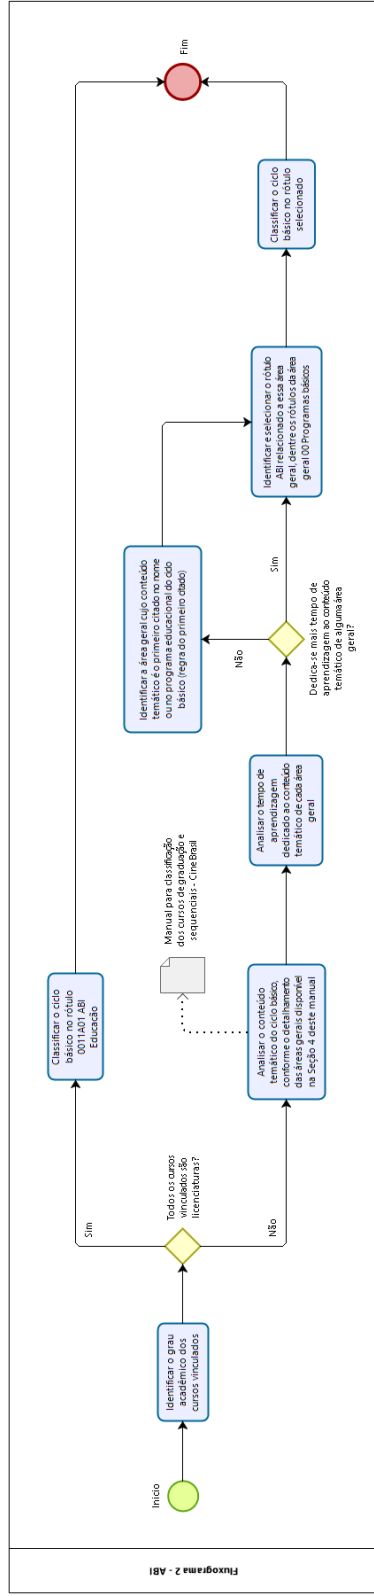 Fluxograma 2 - ABI
Início
Identificar o grau
acadêmico dos
cursos vinculados
Todos os cursos
vinculados são
licenciaturas?
Sim
Classificar o ciclo
básico no rótulo
0011A01 ABI
Educação
Não
Analisar o conteúdo
temático do ciclo básico,
conforme o detalhamento
das áreas gerais disponível
na Seção 4 deste manual
Manual para classificação
dos cursos de graduação e
sequenciais - Cine Brasil
Analisar o tempo de
aprendizagem
dedicado ao conteúdo
temático de cada área
geral
Dedica-se mais tempo de
aprendizagem ao conteúdo
temático de alguma área
geral?
Não
Identificar a área geral cujo conteúdo
temático é o primeiro citado no nome
ou no programa educacional do ciclo
básico (regra do primeiro citado)
Sim
Identificar e selecionar o rótulo
ABI relacionado a essa área
geral, dentre os rótulos da área
geral 00 Programas básicos
Classificar o ciclo
básico no rótulo
selecionado
Fim